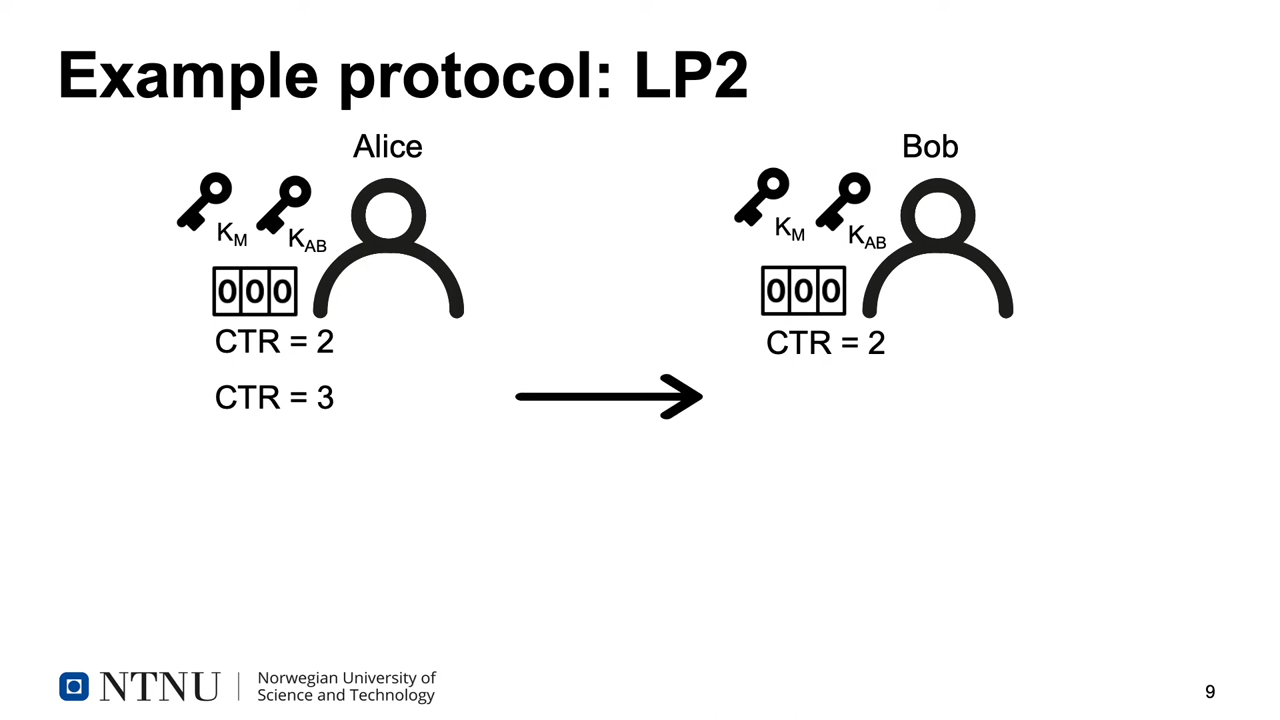 Example protocol: LP2
Alice
Bob
K_M K_AB
K_M K_AB
000
000
CTR = 2
CTR = 2
CTR = 3
NTNU
Norwegian University of
Science and Technology
9